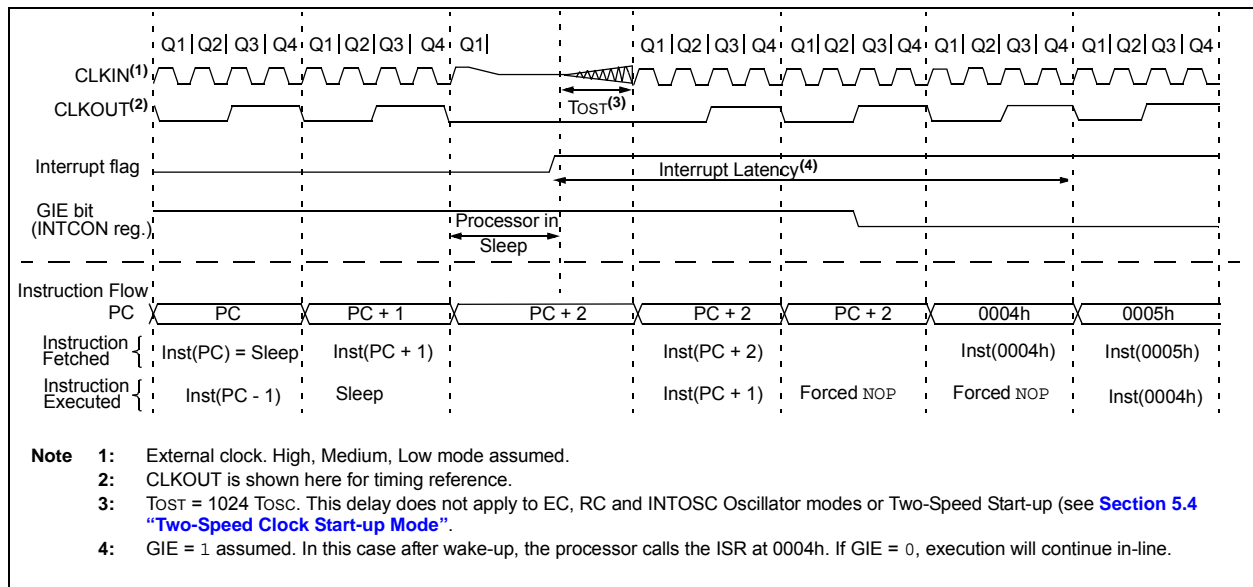 Q1 Q2 Q3 Q4 Q1 Q2 Q3 Q4 Q1 Q1 Q2 Q3 Q4 Q1 Q2 Q3 Q4 Q1 Q2 Q3 Q4 Q1 Q2 Q3 Q4
CLKIN(1)
CLKOUT(2)
TOST(3)
Interrupt flag
Interrupt Latency(4)
GIE bit
(INTCON reg.)
Processor in
Sleep
Instruction Flow
PC PC PC + 1 PC + 2 PC + 2 PC + 2 0004h 0005h
Instruction
Fetched
Inst(PC) = Sleep Inst(PC + 1) Inst(PC + 2) Inst(0004h) Inst(0005h)
Instruction
Executed
Inst(PC - 1) Sleep Inst(PC + 1) Forced NOP Forced NOP Inst(0004h)
Note 1: External clock. High, Medium, Low mode assumed.
2: CLKOUT is shown here for timing reference.
3: TOST = 1024 TOSC. This delay does not apply to EC, RC and INTOSC Oscillator modes or Two-Speed Start-up (see Section 5.4
“Two-Speed Clock Start-up Mode”.
4: GIE = 1 assumed. In this case after wake-up, the processor calls the ISR at 0004h. If GIE = 0, execution will continue in-line.